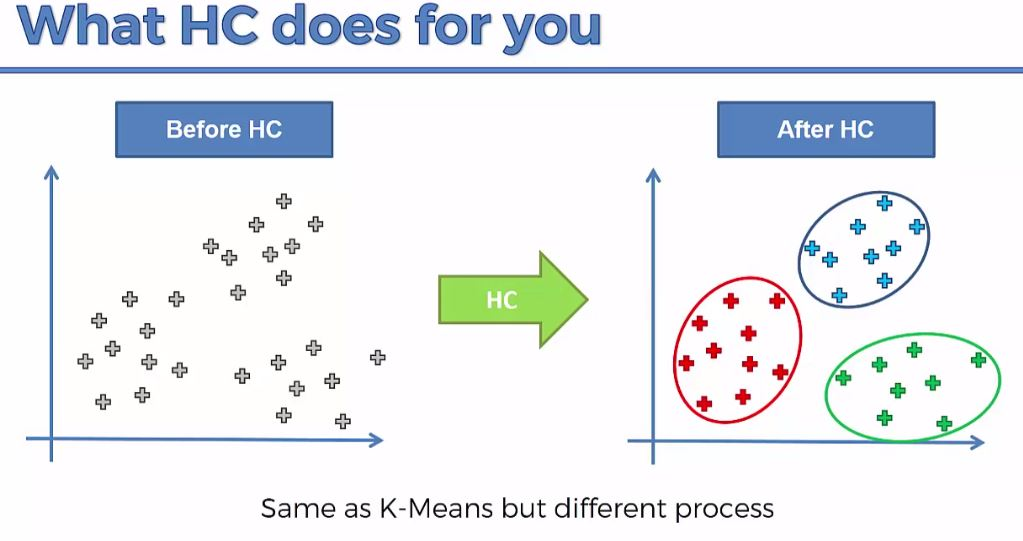 What HC does for you
Before HC
After HC
HC
Same as K-Means but different process